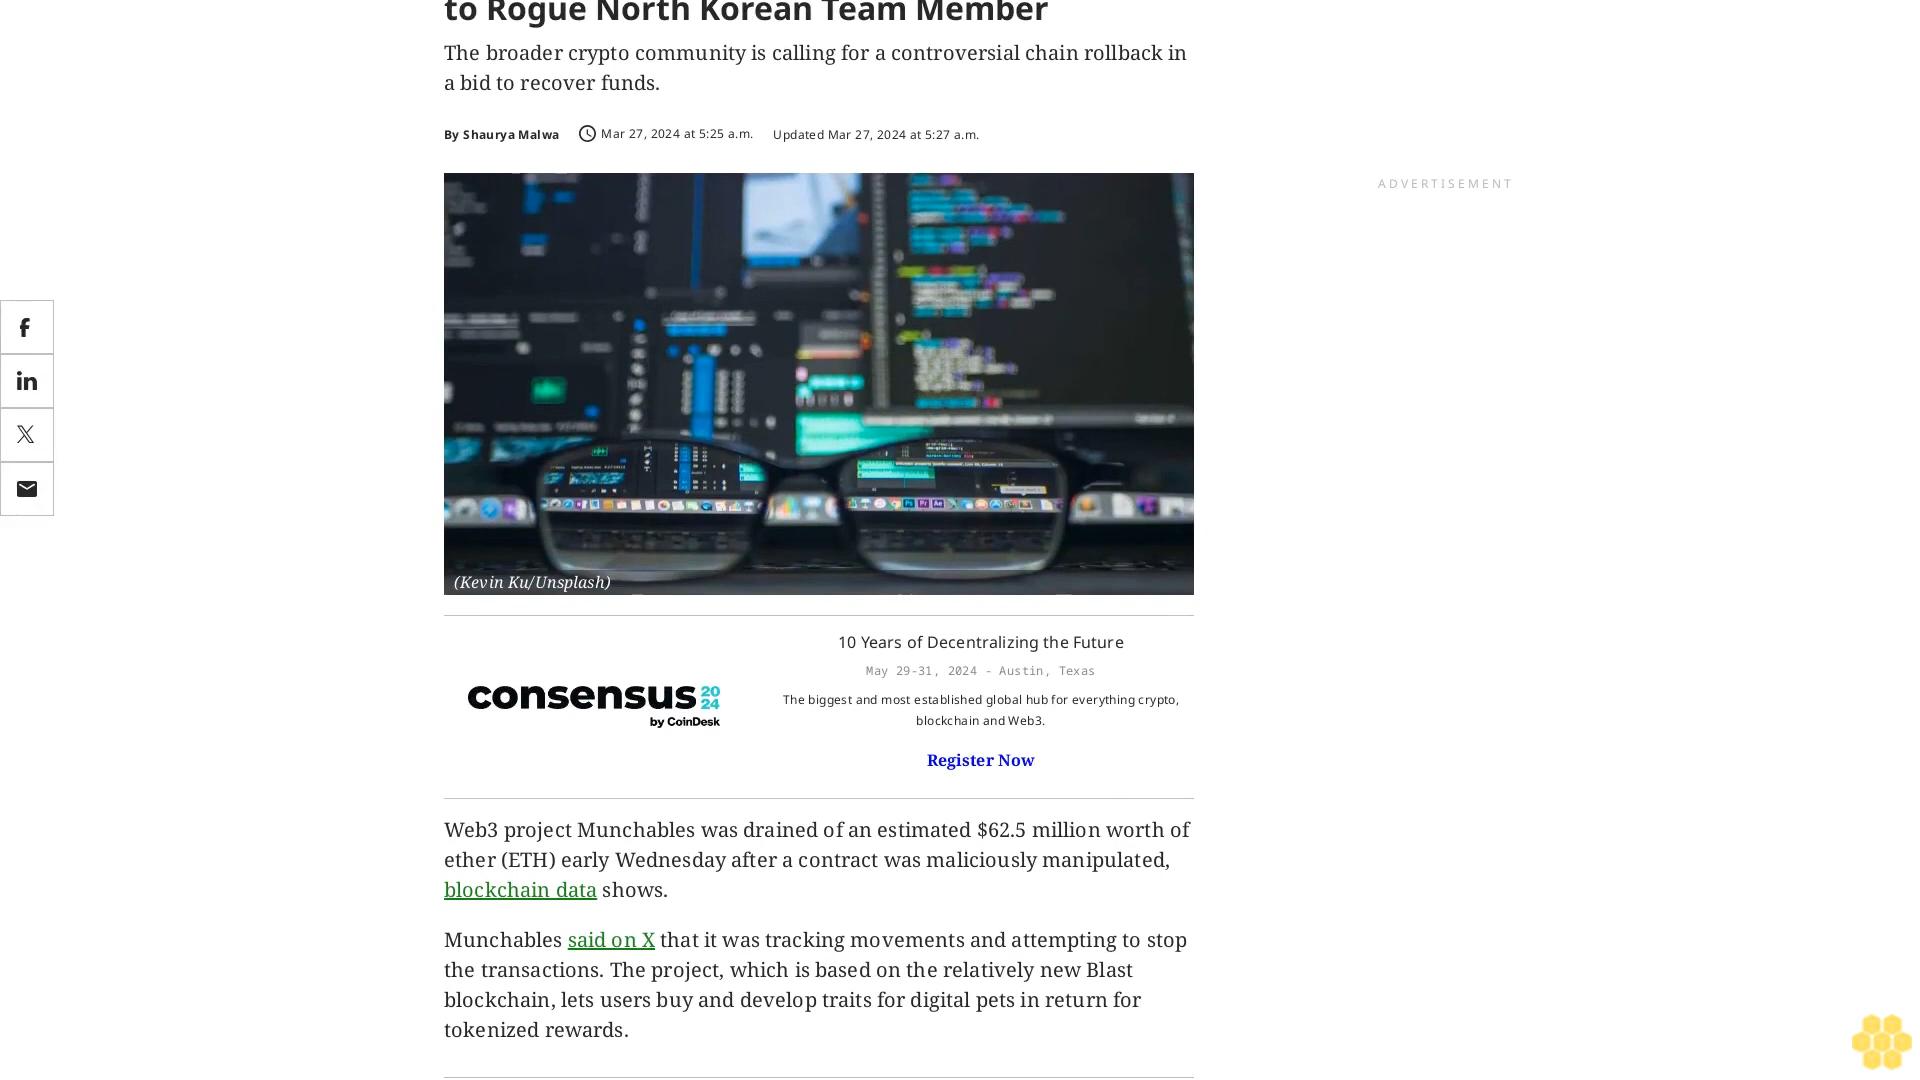 to Rogue North Korean Team Member
The broader crypto community is calling for a controversial chain rollback in
a bid to recover funds.
By Shaurya Malwa
Mar 27, 2024 at 5:25 a.m.
Updated Mar 27, 2024 at 5:27 a.m.
ADVERTISEMENT
(Kevin Ku/Unsplash)
consensus 2024
by CoinDesk
10 Years of Decentralizing the Future
May 29-31, 2024 - Austin, Texas
The biggest and most established global hub for everything crypto,
blockchain and Web3.
Register Now
Web3 project Munchables was drained of an estimated $62.5 million worth of
ether (ETH) early Wednesday after a contract was maliciously manipulated,
blockchain data shows.
Munchables said on X that it was tracking movements and attempting to stop
the transactions. The project, which is based on the relatively new Blast
blockchain, lets users buy and develop traits for digital pets in return for
tokenized rewards.